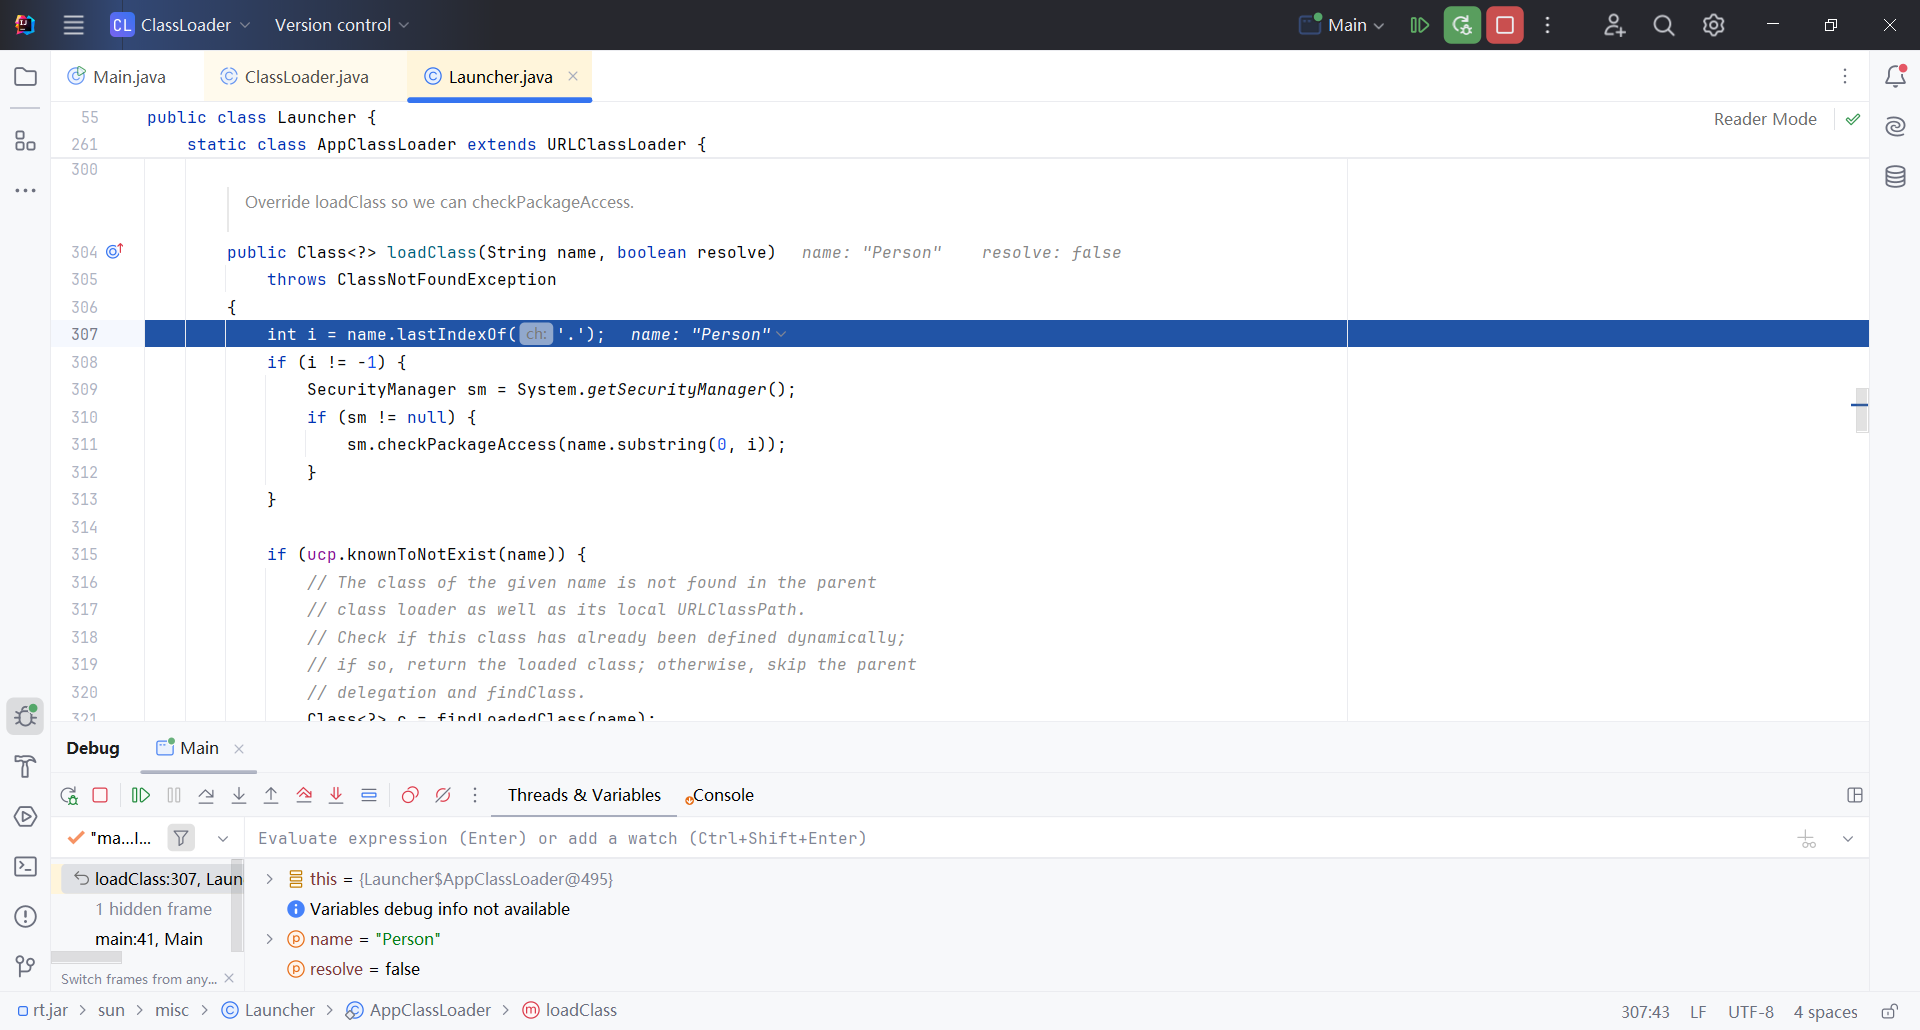 CL ClassLoader Version control Main
Main.java ClassLoader.java Launcher.java
55 public class Launcher { Reader Mode
261 static class AppClassLoader extends URLClassLoader {
300
Override loadClass so we can checkPackageAccess.
304 public Class<?> loadClass(String name, boolean resolve) name: "Person" resolve: false
305 throws ClassNotFoundException
306 {
307 int i = name.lastIndexOf( ch: '.'); name: "Person"
308 if (i != -1) {
309 SecurityManager sm = System.getSecurityManager();
310 if (sm != null) {
311 sm.checkPackageAccess(name.substring(0, i));
312 }
313 }
314
315 if (ucp.knownToNotExist(name)) {
316 // The class of the given name is not found in the parent
317 // class loader as well as its local URLClassPath.
318 // Check if this class has already been defined dynamically;
319 // if so, return the loaded class; otherwise, skip the parent
320 // delegation and findClass.
321 Class<?> c = findLoadedClass(name);
Debug Main
Threads & Variables Console
"ma...l... Evaluate expression (Enter) or add a watch (Ctrl+Shift+Enter)
loadClass:307, Laun this = {Launcher$AppClassLoader@495}
1 hidden frame Variables debug info not available
main:41, Main name = "Person"
resolve = false
Switch frames from any...
rt.jar > sun > misc > Launcher > AppClassLoader > loadClass 307:43 LF UTF-8 4 spaces